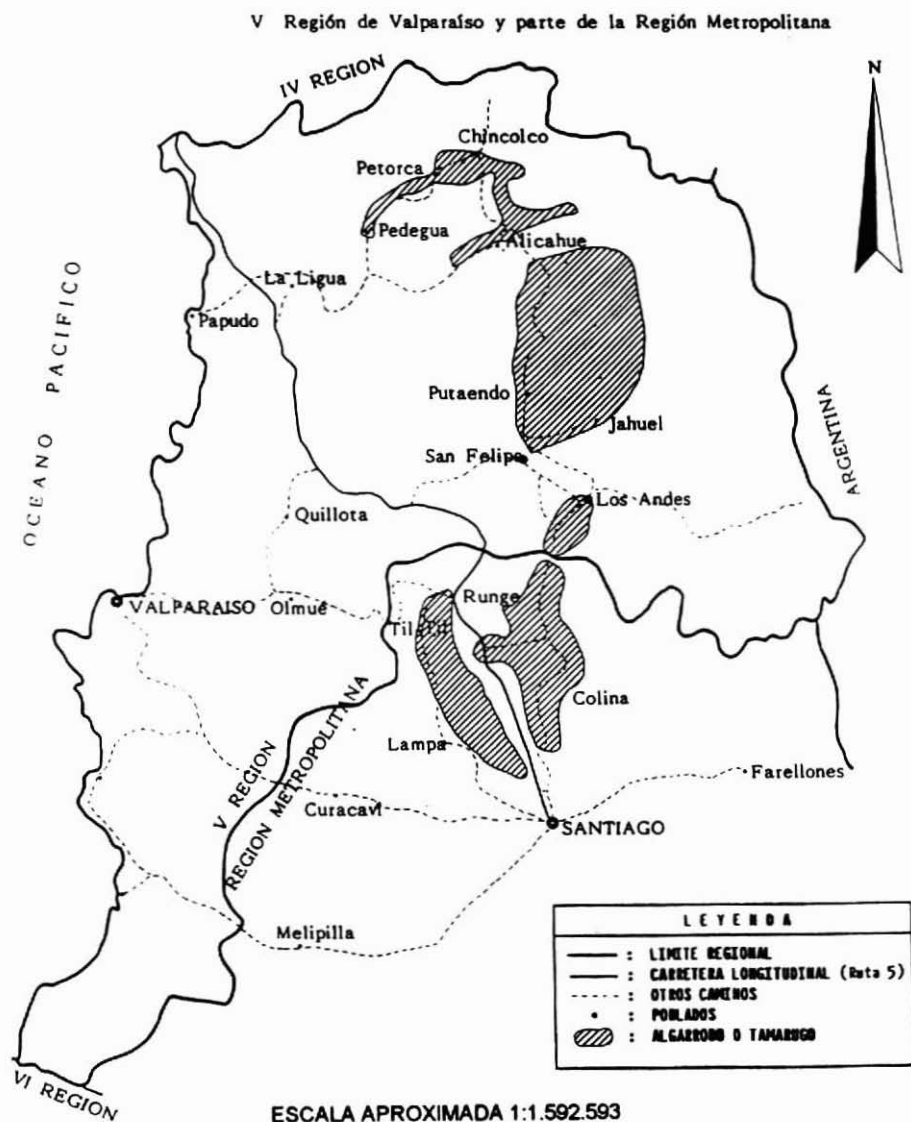 V Región de Valparaíso y parte de la Región Metropolitana
IV REGION
N
Chincolco
Petorca
Pedegua
Alicahue
La Ligua
Papudo
OCEANO PACIFICO
Putaendo
Jahuel
San Felipe
ARGENTINA
Los Andes
Quillota
VALPARAISO
Olmué
Runge
Til Til
Colina
Lampa
V REGION
REGION METROPOLITANA
Farellones
Curacaví
SANTIAGO
Melipilla
VI REGION
LEYENDA
: LIMITE REGIONAL
: CARRETERA LONGITUDINAL (Ruta 5)
: OTROS CAMINOS
: POBLADOS
: ALGARROBO O TAMARUGO
ESCALA APROXIMADA 1:1.592.593